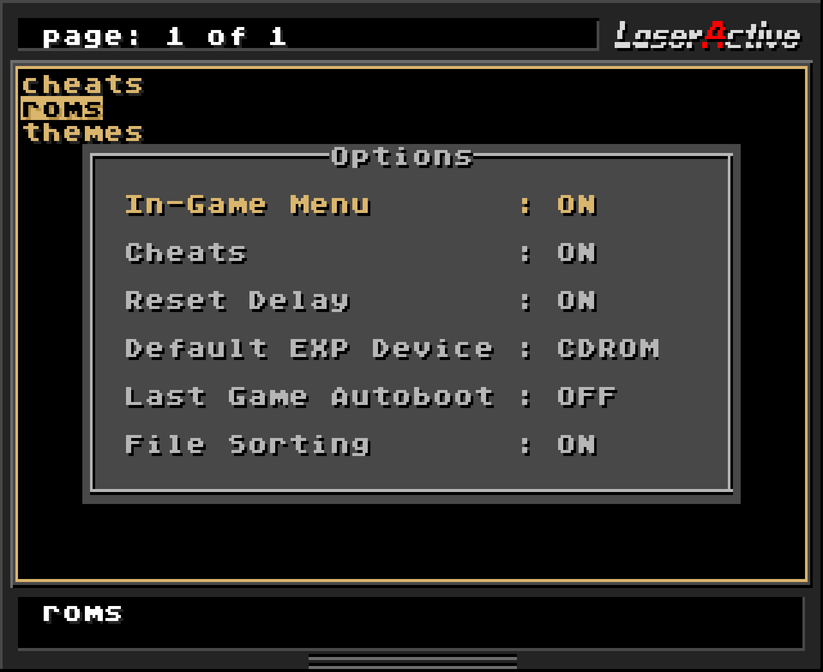 page: 1 of 1
LaserActive
cheats
roms
themes
Options
In-Game Menu : ON
Cheats : ON
Reset Delay : ON
Default EXP Device : CDROM
Last Game Autoboot : OFF
File Sorting : ON
roms